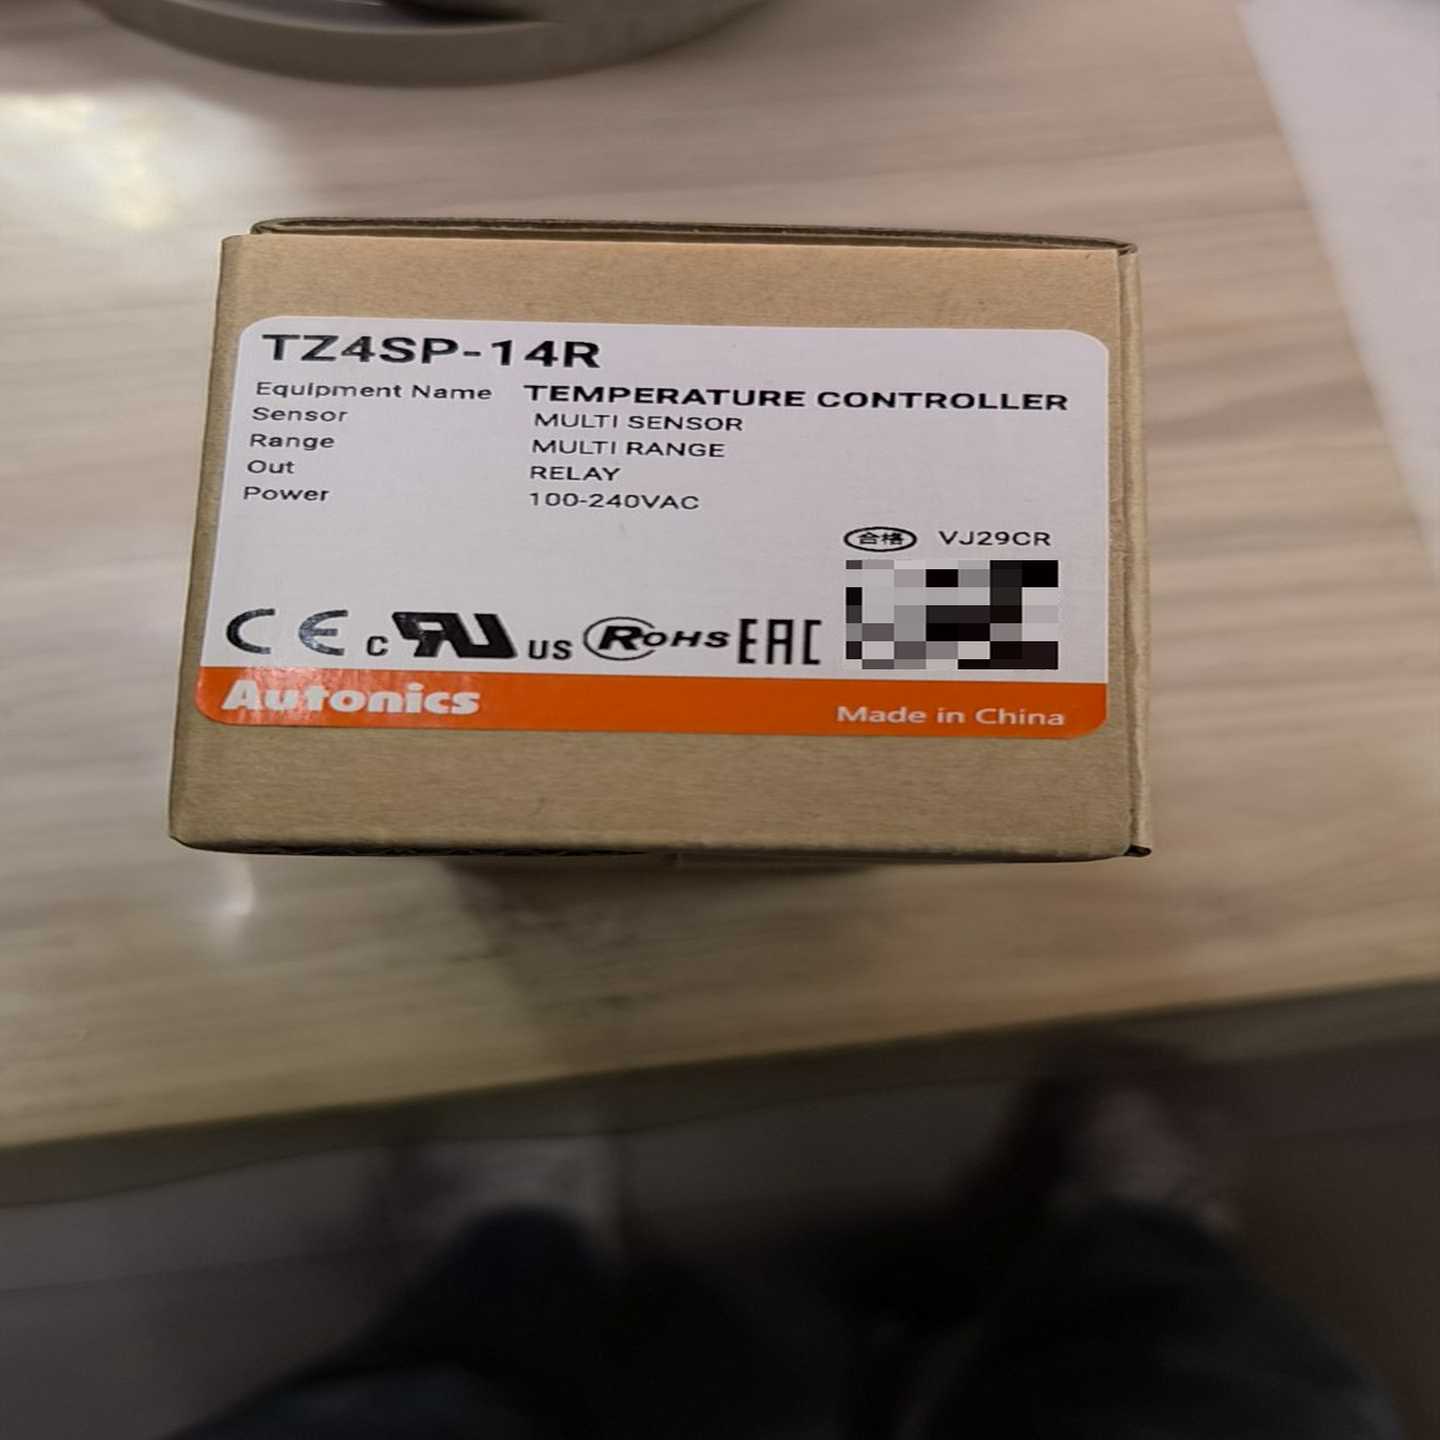 TZ4SP-14R
Equipment Name TEMPERATURE CONTROLLER
Sensor MULTI SENSOR
Range MULTI RANGE
Out RELAY
Power 100-240VAC
合格 VJ29CR
CE c RU US RoHS EAC
Autonics Made in China